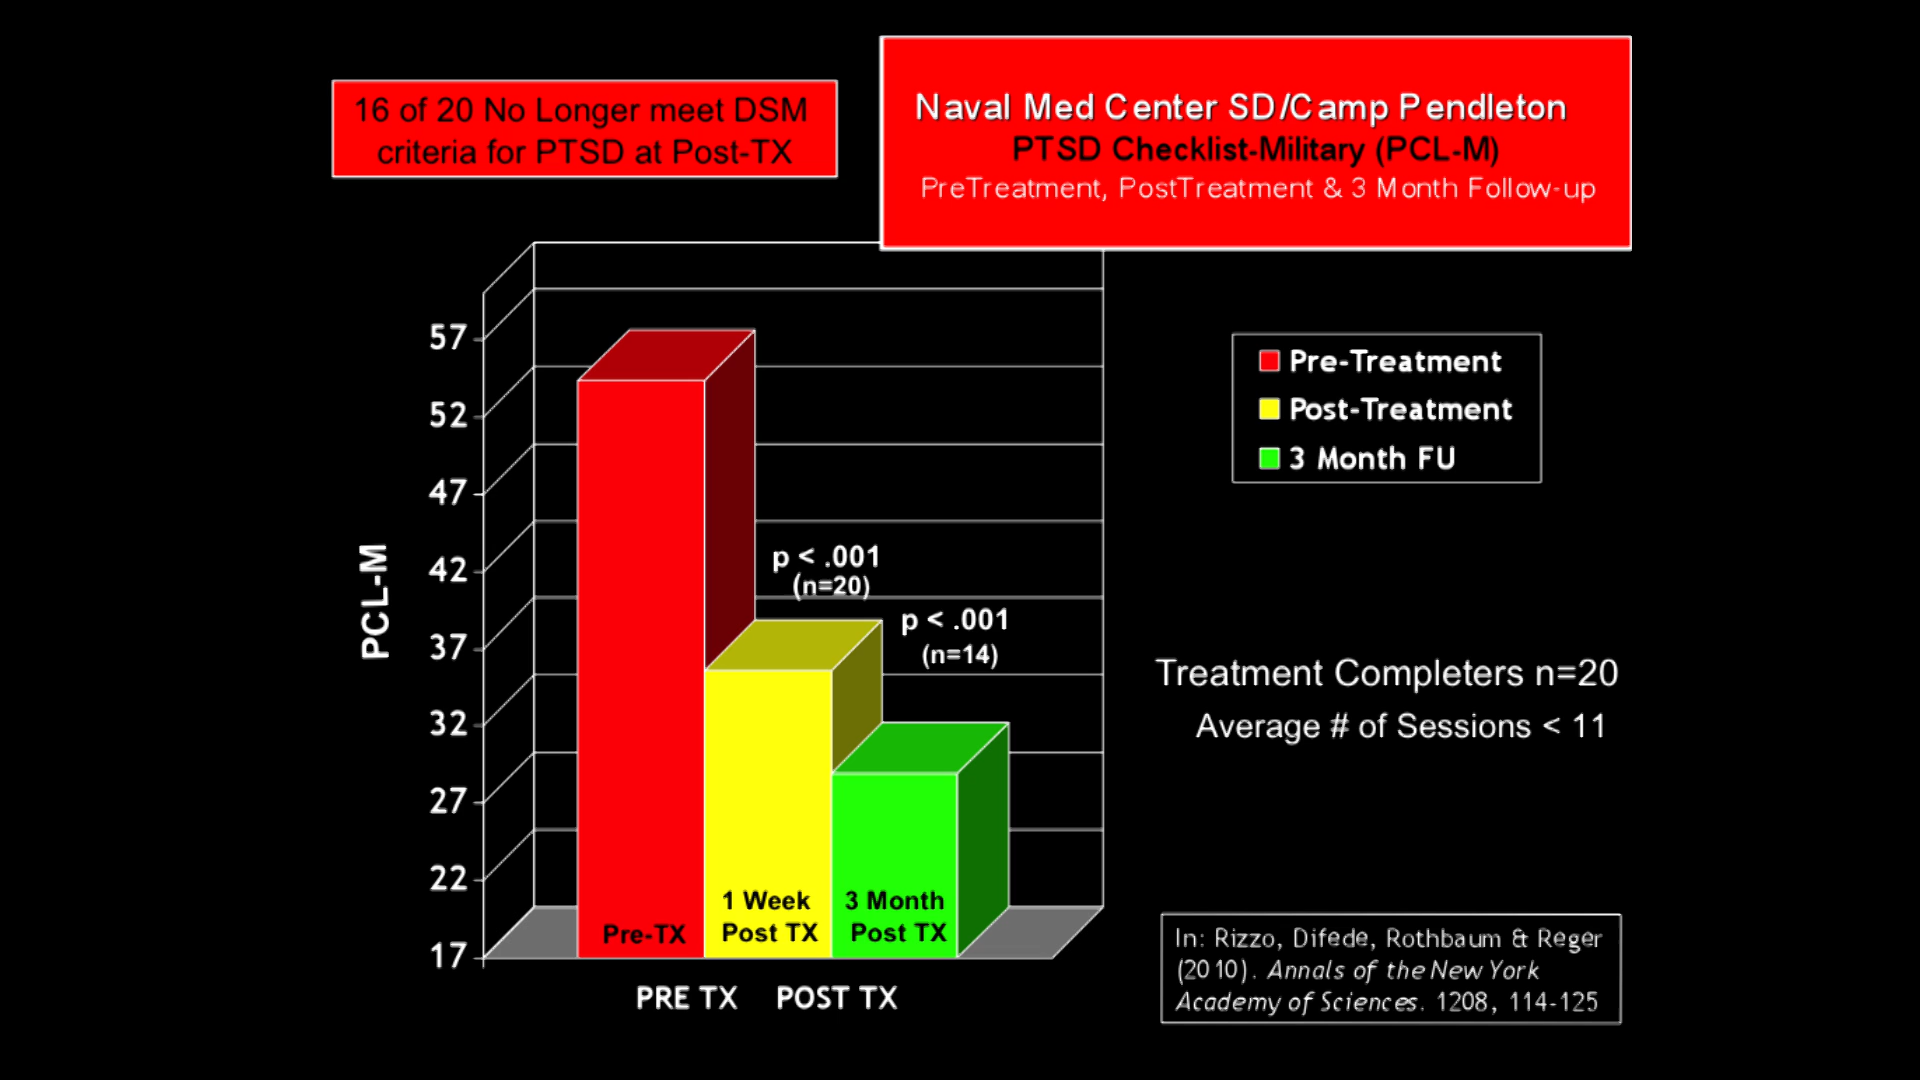 16 of 20 No Longer meet DSM
criteria for PTSD at Post-TX
Naval Med Center SD/Camp Pendleton
PTSD Checklist-Military (PCL-M)
PreTreatment, PostTreatment & 3 Month Follow-up
57
52
47
42
37
32
27
22
17
PCL-M
p < .001
(n=20)
p < .001
(n=14)
Pre-TX
1 Week
Post TX
3 Month
Post TX
PRE TX
POST TX
Pre-Treatment
Post-Treatment
3 Month FU
Treatment Completers n=20
Average # of Sessions < 11
In: Rizzo, Difede, Rothbaum & Reger
(2010). Annals of the New York
Academy of Sciences. 1208, 114-125